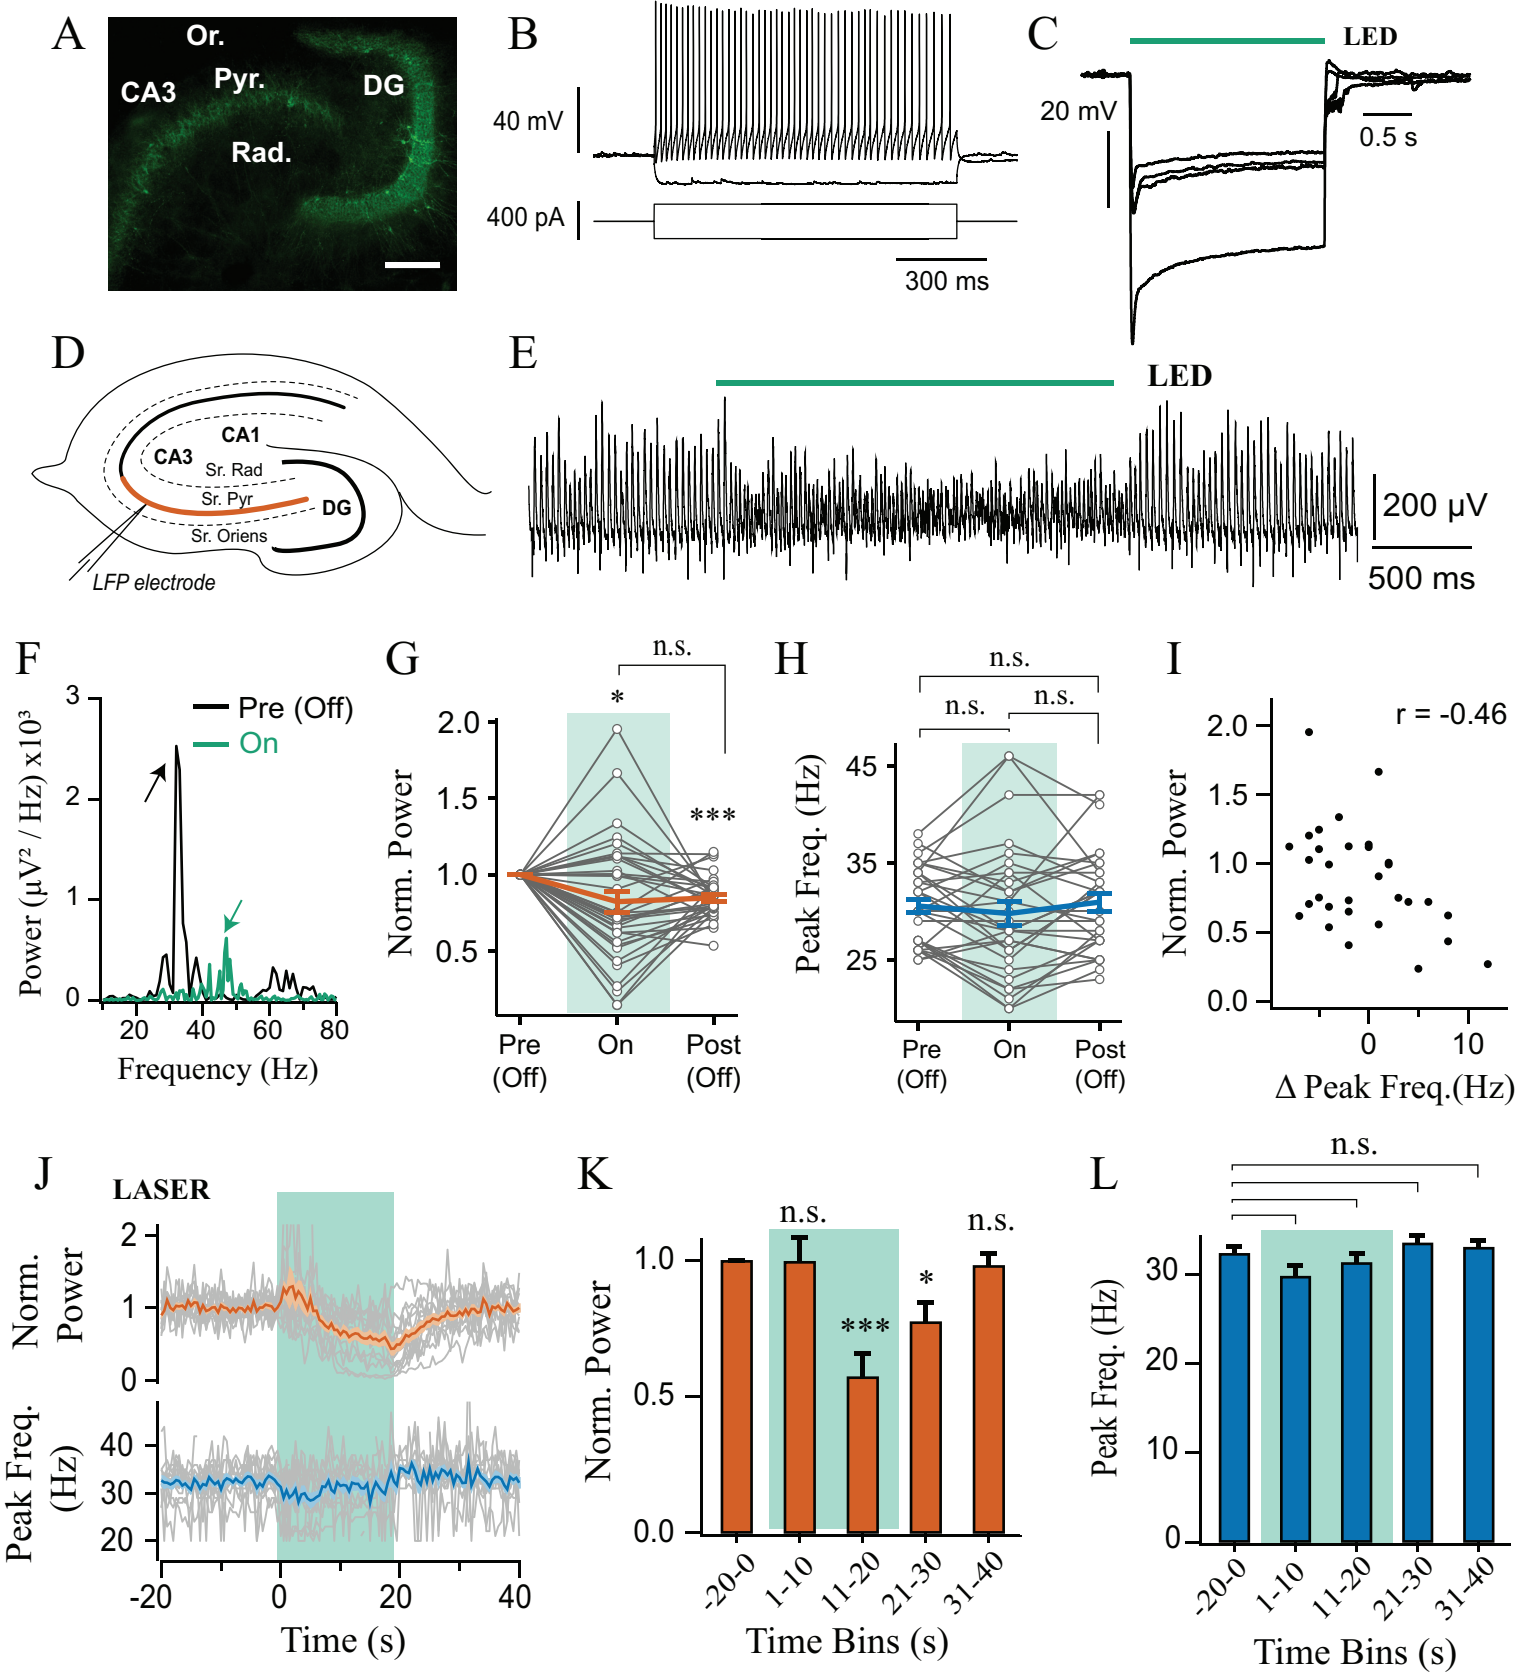 A
Or.
Pyr.
CA3
DG
Rad.
B
40 mV
400 pA
300 ms
C
LED
20 mV
0.5 s
D
CA1
CA3
Sr. Rad
Sr. Pyr
DG
Sr. Oriens
LFP electrode
E
LED
200 µV
500 ms
F
Pre (Off)
On
Power (µV² / Hz) x10³
3
2
1
0
20 40 60 80
Frequency (Hz)
G
n.s.
*
***
Norm. Power
2.0
1.5
1.0
0.5
Pre (Off)
On
Post (Off)
H
n.s.
n.s.
n.s.
Peak Freq. (Hz)
45
35
25
Pre (Off)
On
Post (Off)
I
r = -0.46
Norm. Power
2.0
1.5
1.0
0.5
0.0
0 10
Δ Peak Freq.(Hz)
J
LASER
Norm. Power
2
1
0
Peak Freq. (Hz)
40
30
20
-20 0 20 40
Time (s)
K
n.s.
***
*
n.s.
Norm. Power
1.0
0.5
0.0
-20-0 1-10 11-20 21-30 31-40
Time Bins (s)
L
n.s.
Peak Freq. (Hz)
30
20
10
0
-20-0 1-10 11-20 21-30 31-40
Time Bins (s)